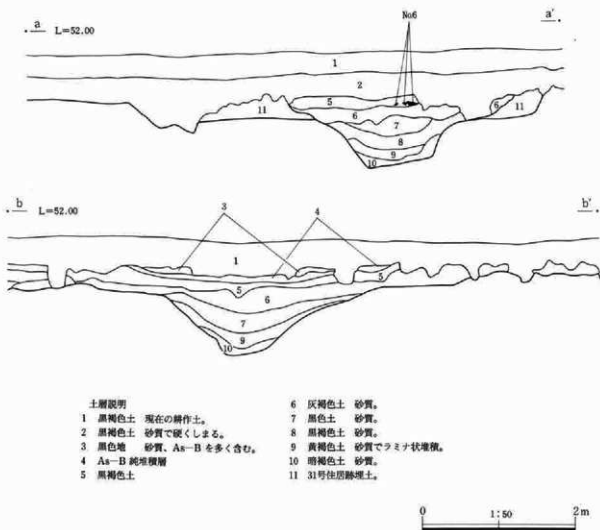 a L=52.00 No6 a'
1
2
5
11 6 6 11
7
8
9
10
b L=52.00 3 4 b'
1
5 5
6
7
9
10
土層説明
1 黒褐色土 現在の耕作土。
2 黒褐色土 砂質で硬くしまる。
3 黒色地 砂質、As―Bを多く含む。
4 As―B純堆積層
5 黒褐色土
6 灰褐色土 砂質。
7 黒色土 砂質。
8 黒褐色土 砂質。
9 黄褐色土 砂質でラミナ状堆積。
10 暗褐色土 砂質。
11 31号住居跡埋土。
0 1:50 2m